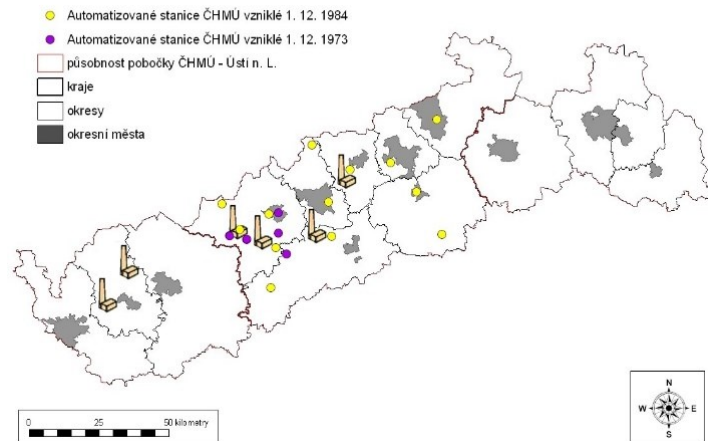 Automatizované stanice ČHMÚ vzniklé 1. 12. 1984
Automatizované stanice ČHMÚ vzniklé 1. 12. 1973
působnost pobočky ČHMÚ - Ústí n. L.
kraje
okresy
okresní města
N
W E
S
0 25 50 kilometry